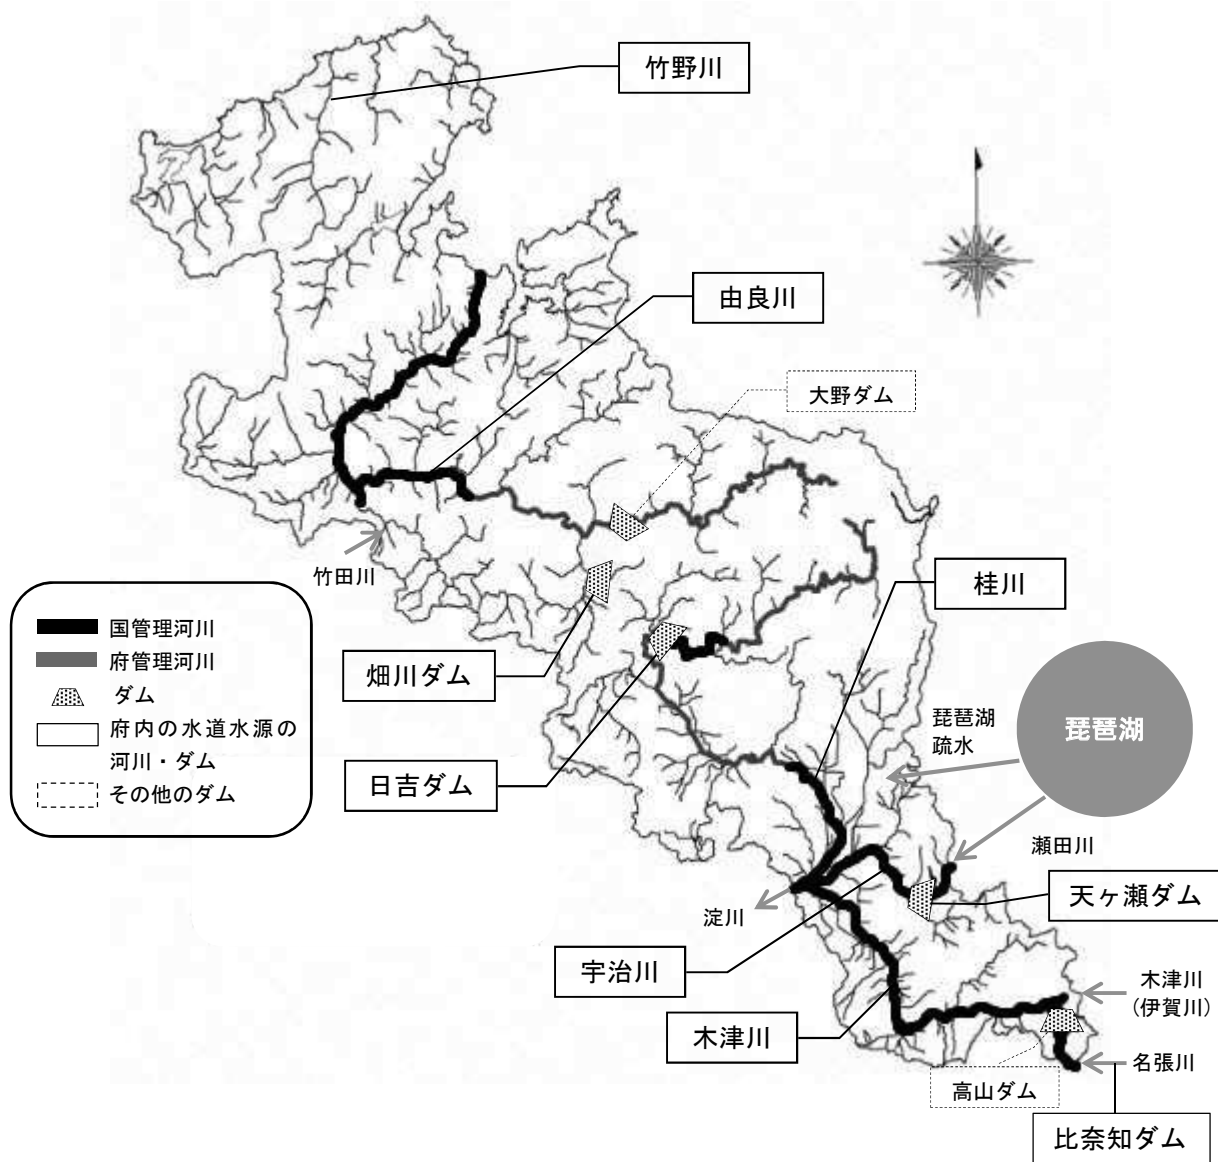 竹野川
由良川
大野ダム
竹田川
桂川
国管理河川
府管理河川
ダム
府内の水道水源の
河川・ダム
その他のダム
畑川ダム
日吉ダム
琵琶湖
疏水
琵琶湖
瀬田川
天ヶ瀬ダム
淀川
宇治川
木津川
木津川
(伊賀川)
名張川
高山ダム
比奈知ダム